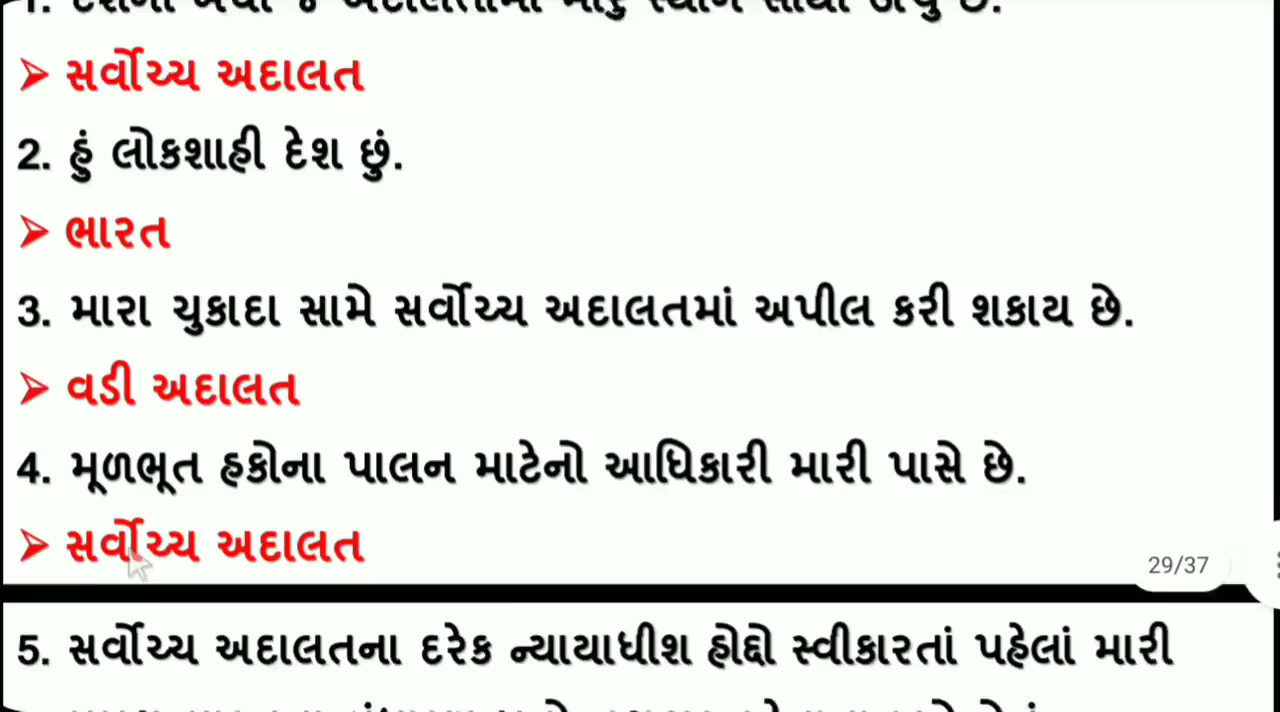 ➢ સર્વોચ્ચ અદાલત
2. હું લોકશાહી દેશ છું.
➢ ભારત
3. મારા ચુકાદા સામે સર્વોચ્ચ અદાલતમાં અપીલ કરી શકાય છે.
➢ વડી અદાલત
4. મૂળભૂત હકોના પાલન માટેનો આધિકારી મારી પાસે છે.
➢ સર્વોચ્ચ અદાલત
29/37
5. સર્વોચ્ચ અદાલતના દરેક ન્યાયાધીશ હોદ્દો સ્વીકારતાં પહેલાં મારી